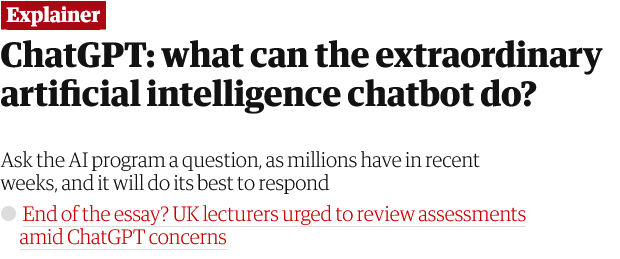 Explainer
ChatGPT: what can the extraordinary
artificial intelligence chatbot do?
Ask the AI program a question, as millions have in recent
weeks, and it will do its best to respond
End of the essay? UK lecturers urged to review assessments
amid ChatGPT concerns